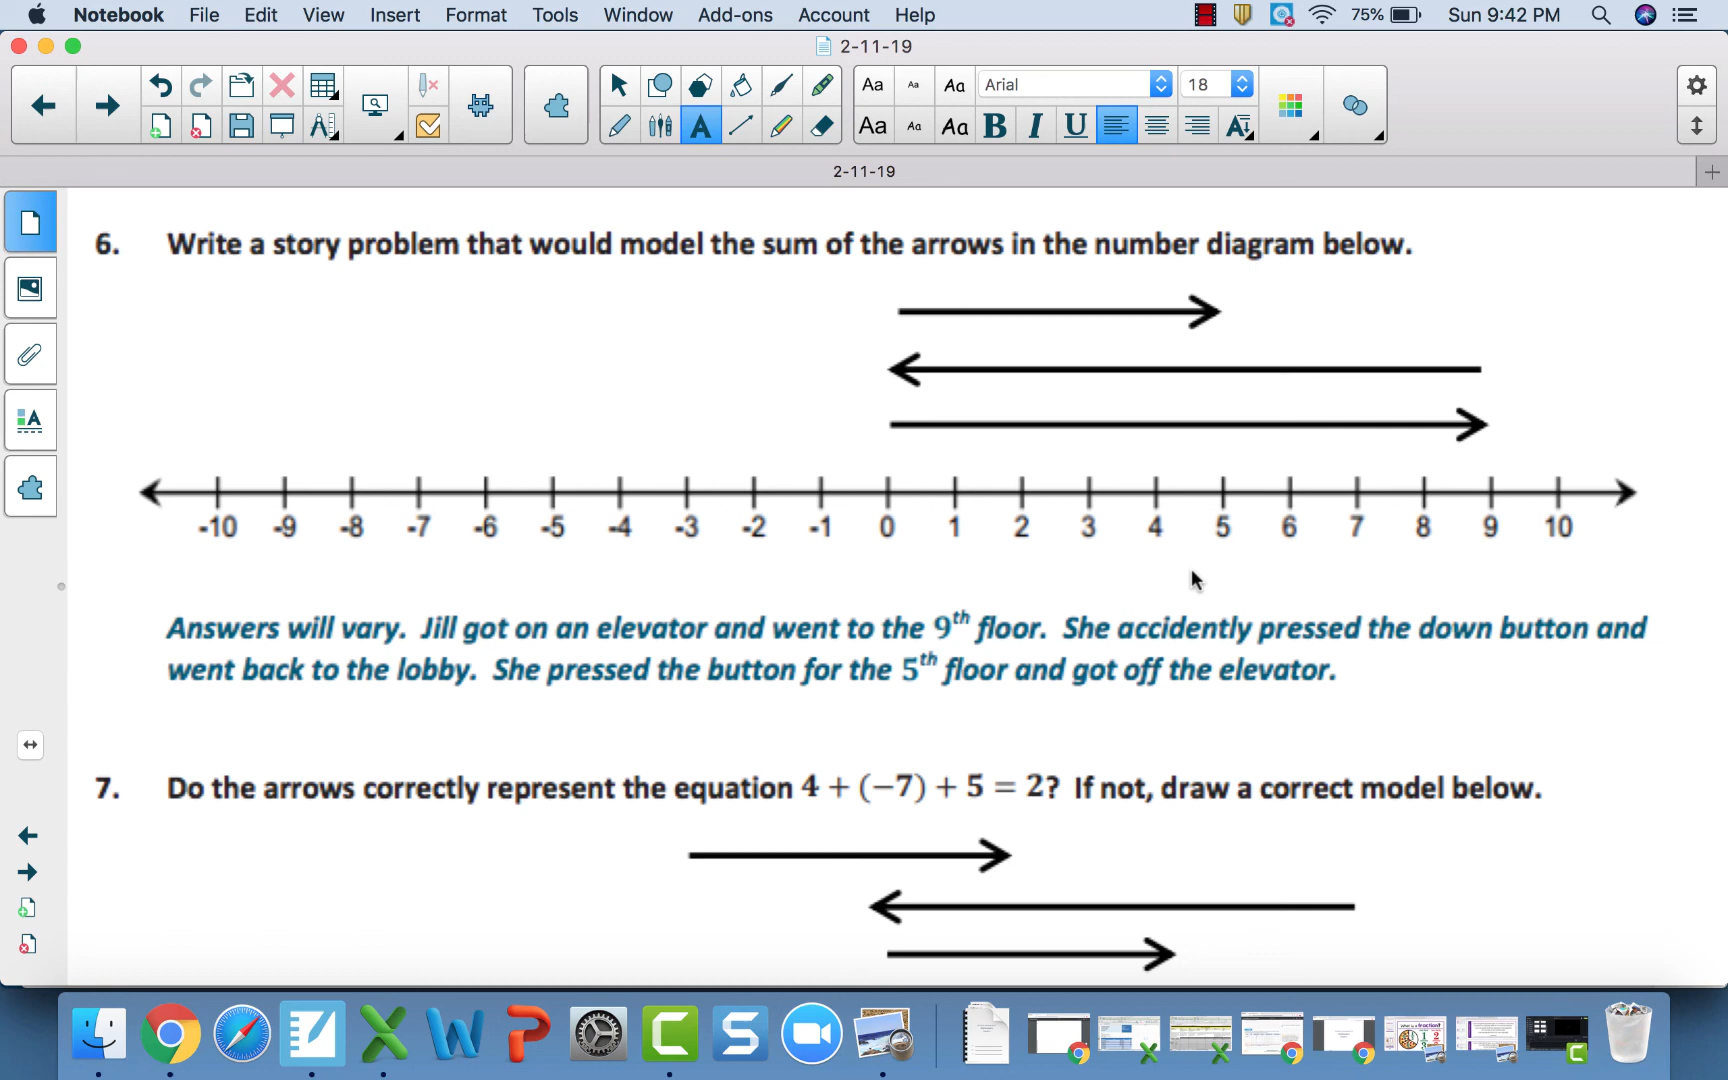 Notebook File Edit View Insert Format Tools Window Add-ons Account Help 75% Sun 9:42 PM
2-11-19
Aa Aa Aa Arial 18
A Aa Aa Aa B I U A
2-11-19
6. Write a story problem that would model the sum of the arrows in the number diagram below.
-10 -9 -8 -7 -6 -5 -4 -3 -2 -1 0 1 2 3 4 5 6 7 8 9 10
Answers will vary. Jill got on an elevator and went to the 9th floor. She accidently pressed the down button and
went back to the lobby. She pressed the button for the 5th floor and got off the elevator.
7. Do the arrows correctly represent the equation 4 + (−7) + 5 = 2? If not, draw a correct model below.